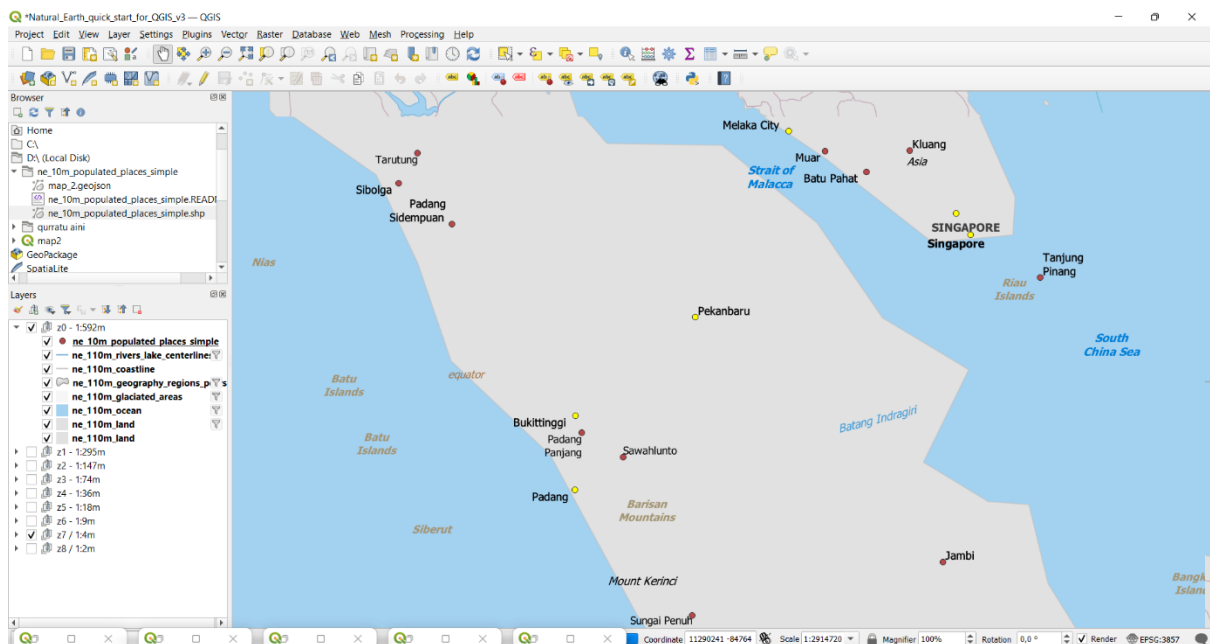 *Natural_Earth_quick_start_for_QGIS_v3 — QGIS
Project Edit View Layer Settings Plugins Vector Raster Database Web Mesh Processing Help
Browser
Home
C:\
D:\ (Local Disk)
ne_10m_populated_places_simple
map_2.geojson
ne_10m_populated_places_simple.READ
ne_10m_populated_places_simple.shp
qurratu aini
map2
GeoPackage
SpatiaLite
Layers
z0 - 1:592m
ne_10m_populated_places_simple
ne_110m_rivers_lake_centerlines
ne_110m_coastline
ne_110m_geography_regions_p
s
ne_110m_glaciated_areas
ne_110m_ocean
ne_110m_land
ne_110m_land
z1 - 1:295m
z2 - 1:147m
z3 - 1:74m
z4 - 1:36m
z5 - 1:18m
z6 - 1:9m
z7 / 1:4m
z8 / 1:2m
Melaka City
Tarutung
Muar
Kluang
Asia
Strait of
Malacca
Batu Pahat
Sibolga
Padang
Sidempuan
SINGAPORE
Singapore
Nias
Tanjung
Pinang
Riau
Islands
Pekanbaru
South
China Sea
equator
Batu
Islands
Batang Indragiri
Bukittinggi
Padang
Panjang
Batu
Islands
Sawahlunto
Padang
Barisan
Mountains
Siberut
Jambi
Mount Kerinci
Bangk
Islan
Sungai Penuh
Coordinate 11290241 -84764 Scale 1:2914720 Magnifier 100% Rotation 0,0 ° Render EPSG:3857